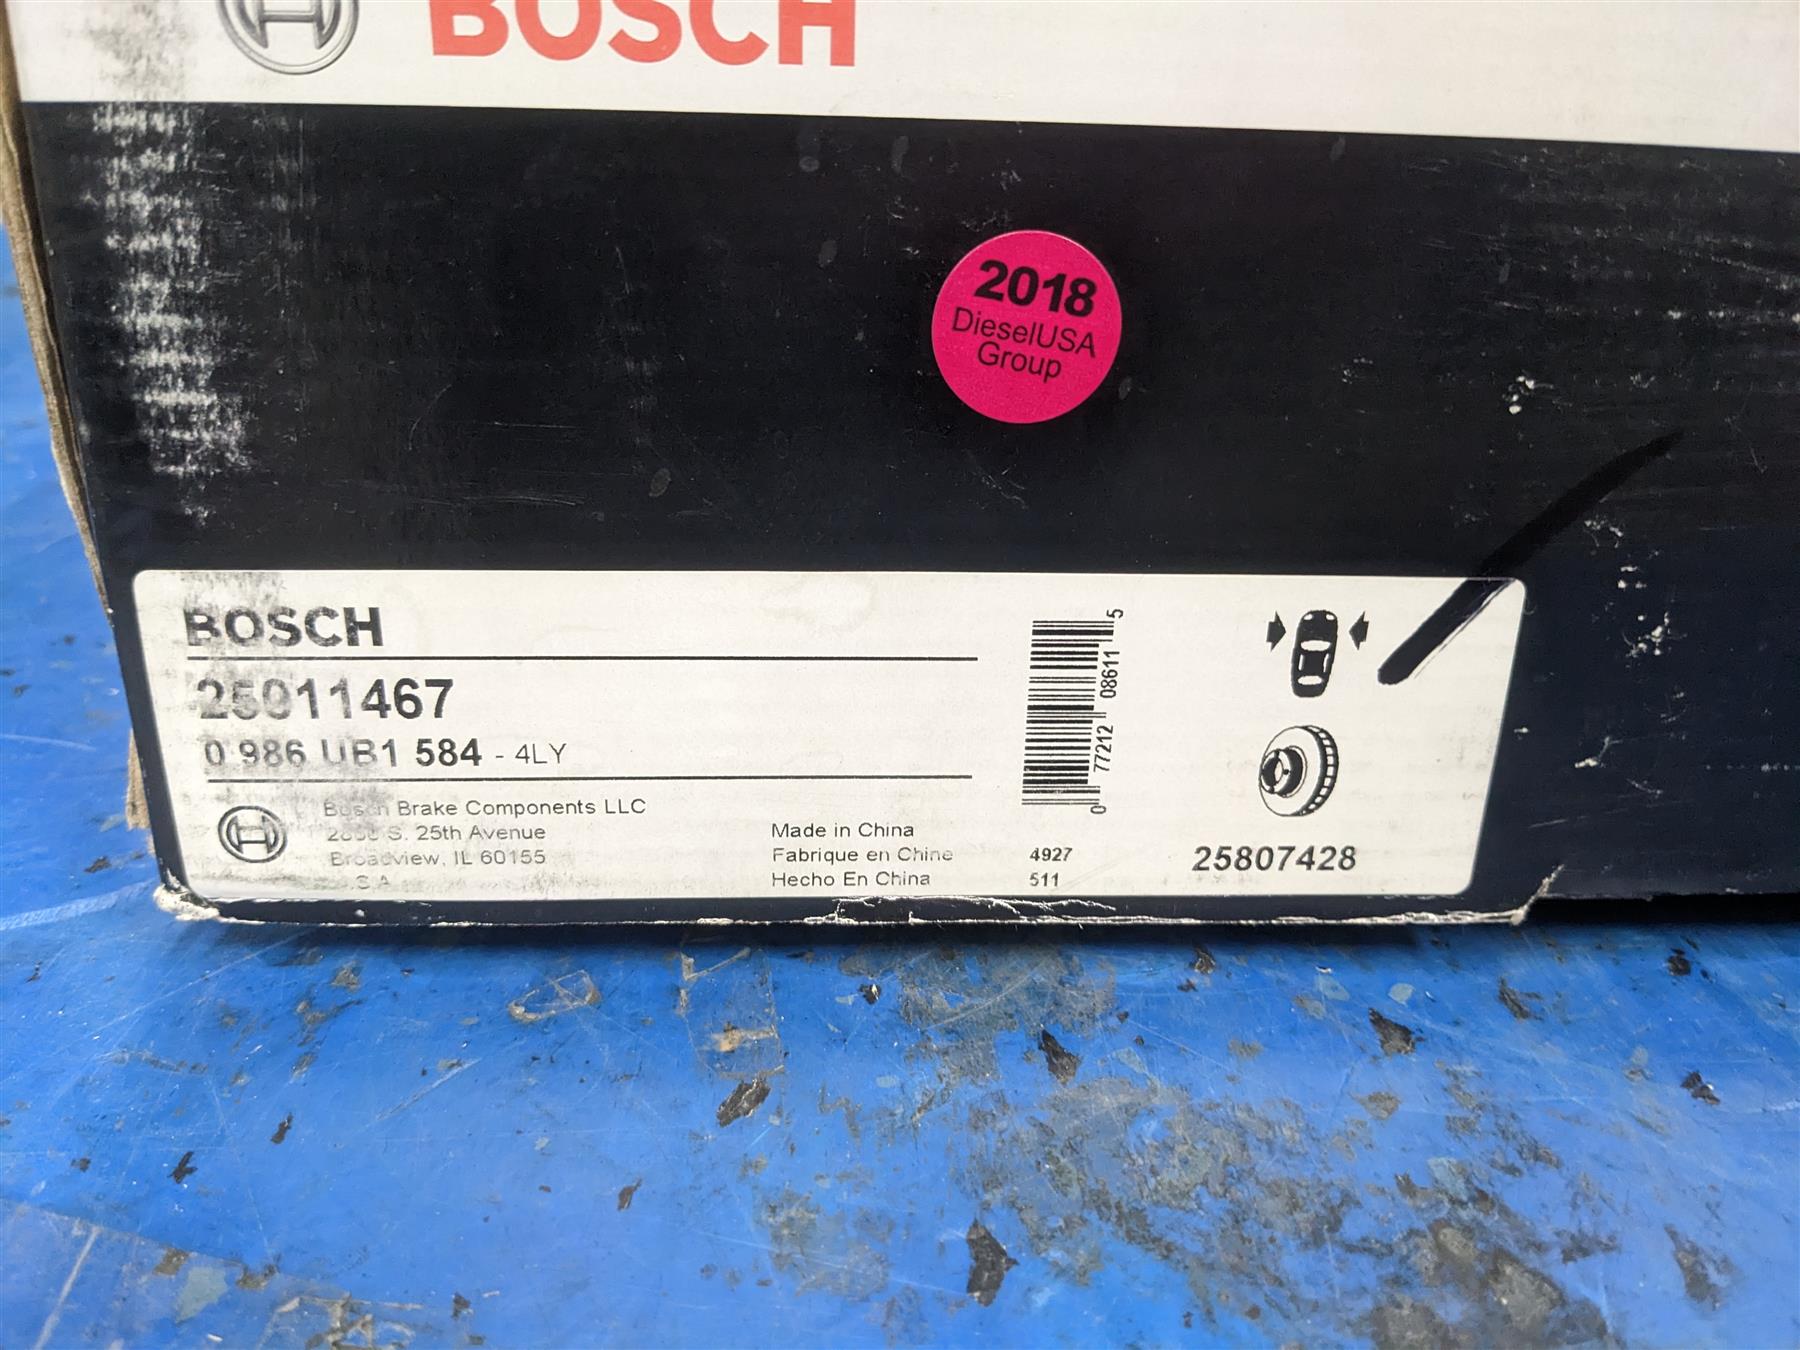 BOSCH
2018
DieselUSA
Group
BOSCH
25011467
0 986 UB1 584 - 4LY
Bosch Brake Components LLC
S. 25th Avenue
Broadview, IL 60155
Made in China
Fabrique en Chine
Hecho En China
4927
511
0 77212 08611 5
25807428